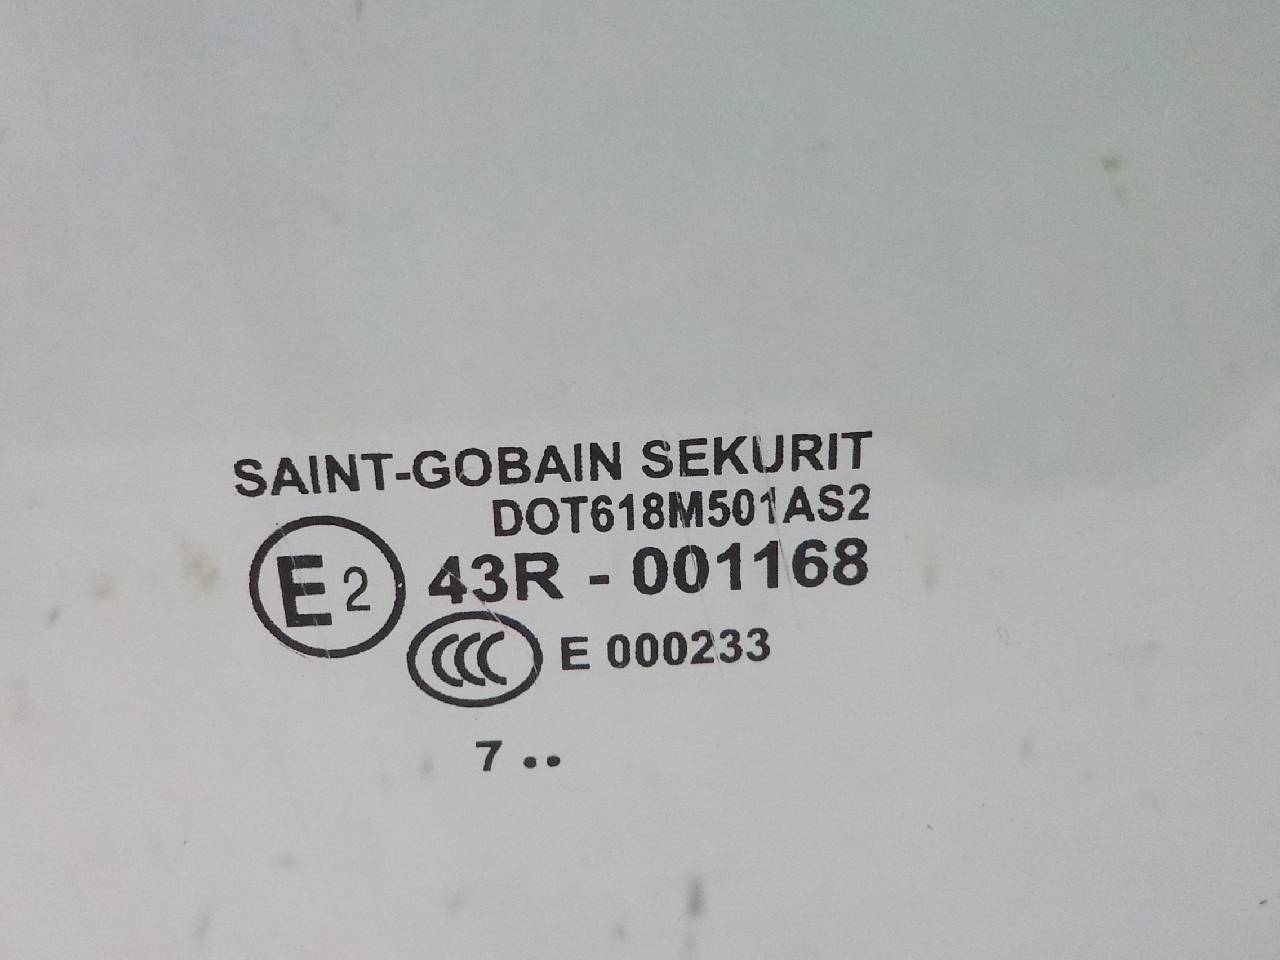 SAINT-GOBAIN SEKURIT
DOT618M501AS2
E2 43R - 001168
CCC E 000233
7 ..